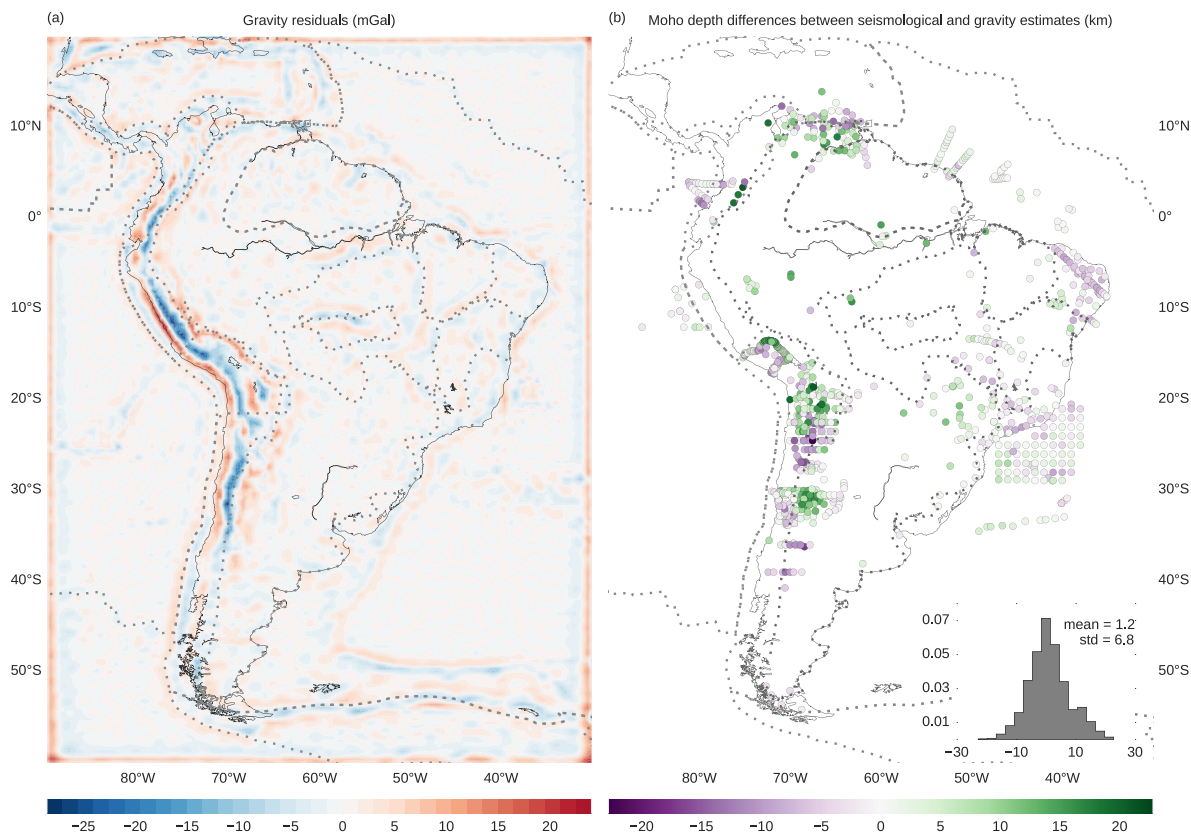 (a) Gravity residuals (mGal)
(b) Moho depth differences between seismological and gravity estimates (km)
10°N
0°
10°S
20°S
30°S
40°S
50°S
10°N
0°
10°S
20°S
30°S
40°S
50°S
mean = 1.2
std = 6.8
0.07
0.05
0.03
0.01
−30 −10 10 30
80°W 70°W 60°W 50°W 40°W
80°W 70°W 60°W 50°W 40°W
−25 −20 −15 −10 −5 0 5 10 15 20
−20 −15 −10 −5 0 5 10 15 20